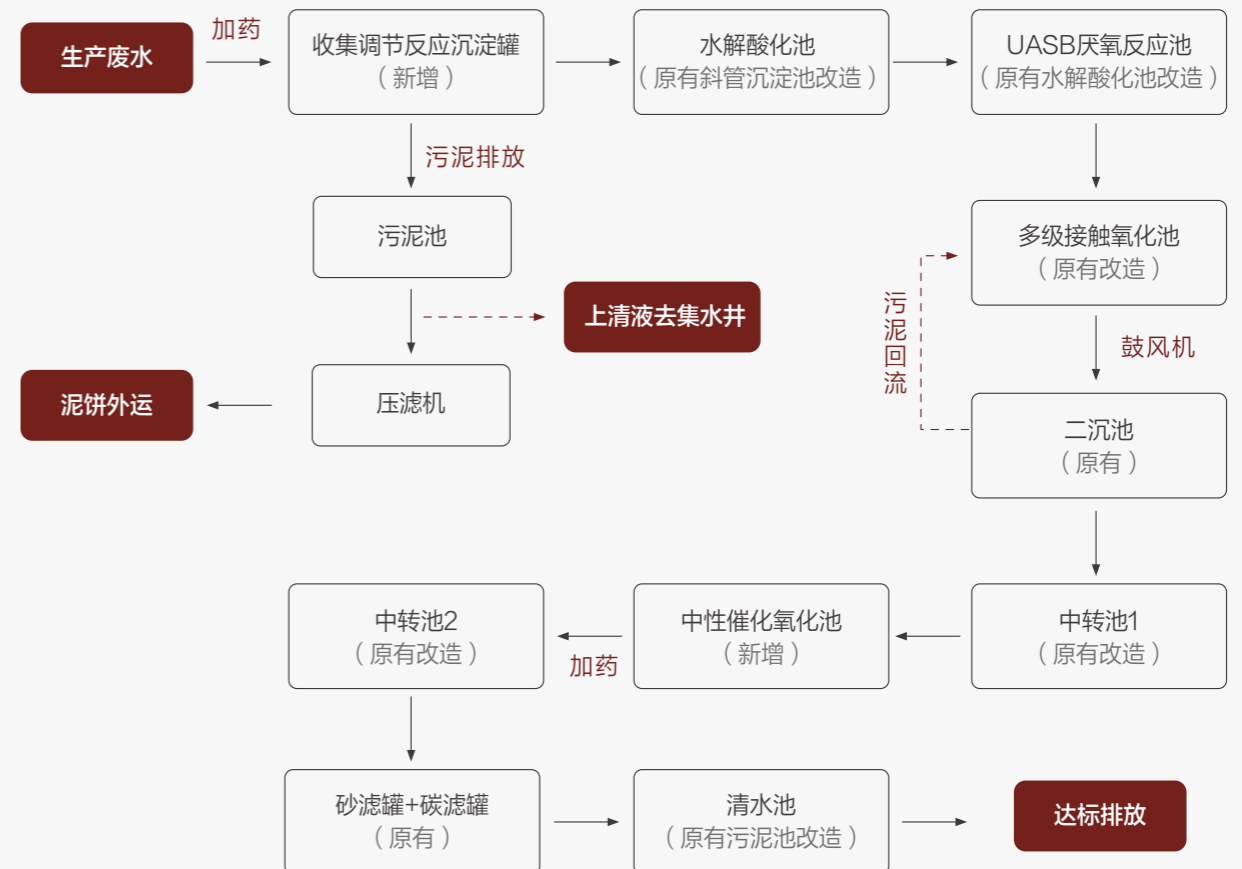 生产废水
加药
收集调节反应沉淀罐
（新增）
水解酸化池
（原有斜管沉淀池改造）
UASB厌氧反应池
（原有水解酸化池改造）
污泥排放
污泥池
多级接触氧化池
（原有改造）
上清液去集水井
污泥回流
鼓风机
泥饼外运
压滤机
二沉池
（原有）
中转池2
（原有改造）
加药
中性催化氧化池
（新增）
中转池1
（原有改造）
砂滤罐+碳滤罐
（原有）
清水池
（原有污泥池改造）
达标排放